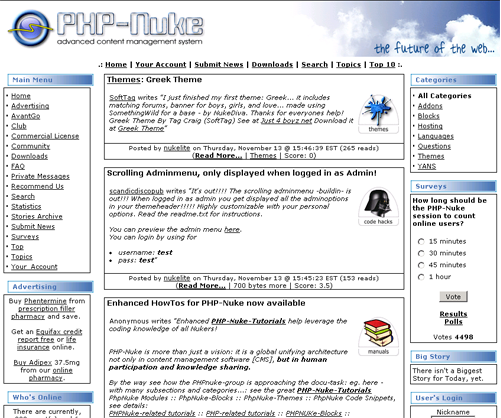 PHP-Nuke
advanced content management system
the future of the web...
.: Home | Your Account | Submit News | Downloads | Search | Topics | Top 10 :.
Main Menu
Home
Advertising
AvantGo
Club
Commercial License
Community
Downloads
FAQ
Private Messages
Recommend Us
Search
Statistics
Stories Archive
Submit News
Surveys
Top
Topics
Your Account
Advertising
Buy Phentermine from
prescription filler
pharmacy and save.
Get an Equifax credit
report free or life
insurance online.
Buy Adipex 37.5mg
from our online
pharmacy.
Who's Online
There are currently,
Themes: Greek Theme
SoftTag writes "I just finished my first theme: Greek... it includes
matching forums, banner for boys, girls, and love... made using
SomethingWild for a base - by NukeDiva. Thanks for everyones help!
Greek Theme By Tag Craig (SoftTag) See at Just 4 boyz.net Download it
at Greek Theme"
themes
Posted by nukelite on Thursday, November 13 @ 15:46:39 EST (265 reads)
(Read More... | Themes | Score: 0)
Scrolling Adminmenu, only displayed when logged in as Admin!
scandicdiscopub writes "It's out!!!! The scrolling adminmenu -buildin- is
out!!! When logged in as admin you get displayed all the adminoptions
in your themeheader!!!!! Highly customizable with your personal
options. Read the readme.txt for instructions.
You can preview the admin menu here.
You can login by using for
username: test
pass: test"
code hacks
Posted by nukelite on Thursday, November 13 @ 15:45:23 EST (153 reads)
(Read More... | 700 bytes more | Score: 3.5)
Enhanced HowTos for PHP-Nuke now available
Anonymous writes "Enhanced PHP-Nuke-Tutorials help leverage the
coding knowledge of all Nukers!
PHP-Nuke is more than just a vision: it is a global unifying architecture
not only in content management software [CMS], but in human
participation and knowledge sharing.
manuals
By the way see how the PHPnuke-group is approaching the docu-task: eg. here -
with many subsections and categories...: see the great PHP-Nuke-Tutorials
PhpNuke Modules :: PhpNuke-Blocks :: PhpNuke-Themes :: PhpNuke Code Snippets,
see details:
PHPNuke-related tutorials :: PHP-related tutorials :: PHPNUKe-Blocks ::
Categories
All Categories
Addons
Blocks
Hosting
Languages
Questions
Themes
YANS
Surveys
How long should be
the PHP-Nuke
session to count
online users?
15 minutes
30 minutes
45 minutes
1 hour
Vote
Results
Polls
Votes 4498
Big Story
There isn't a Biggest
Story for Today, yet.
User's Login
Nickname